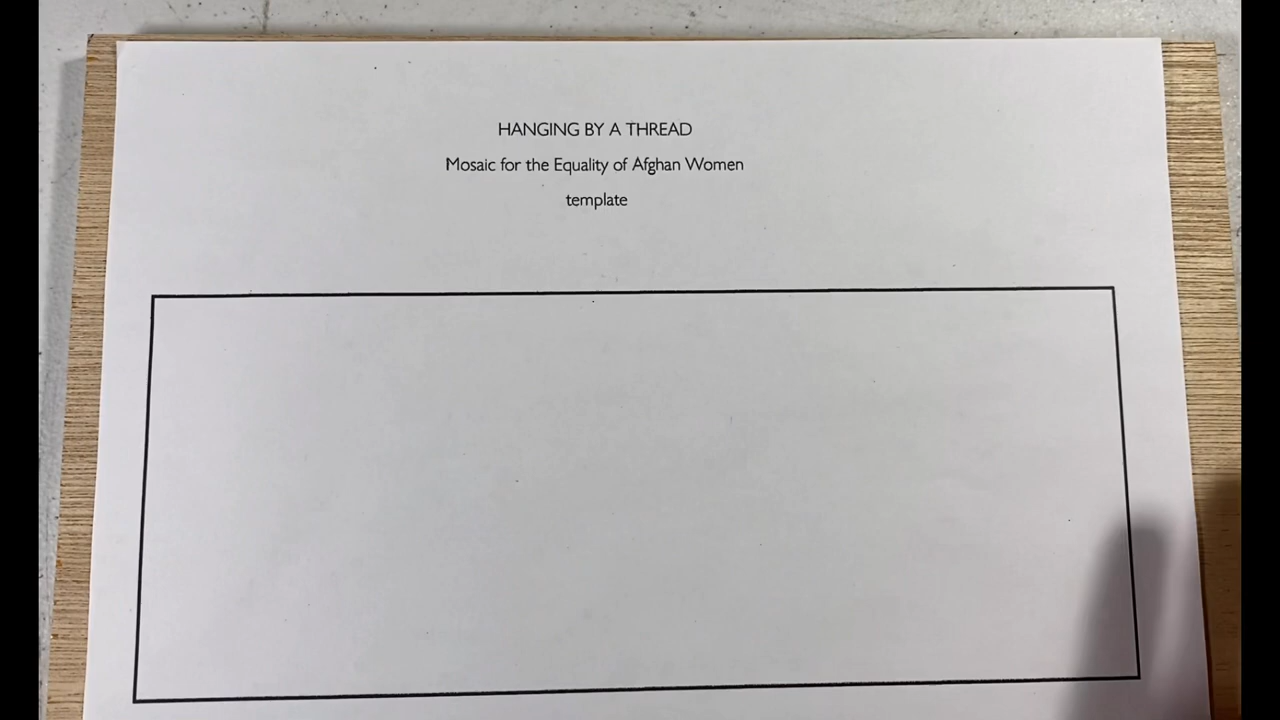 HANGING BY A THREAD
Mosaic for the Equality of Afghan Women
template